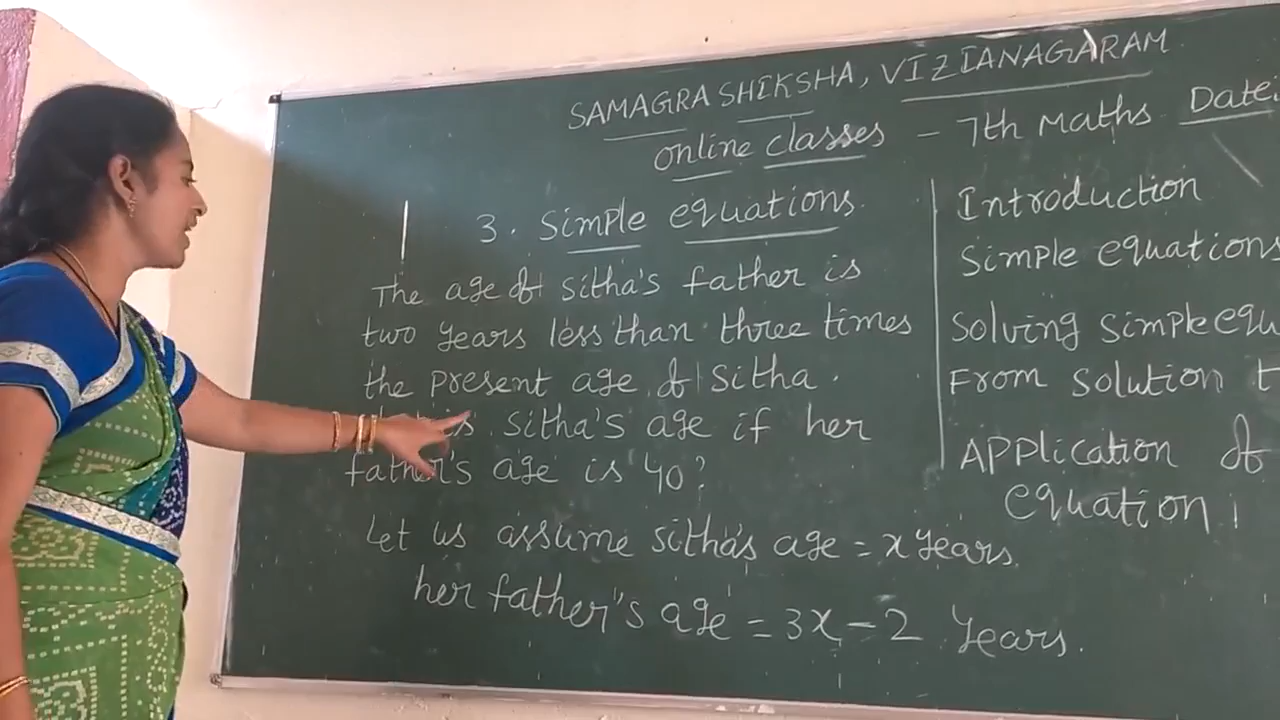 SAMAGRA SHIKSHA, VIZIANAGARAM
online classes - 7th Maths Date:
3. Simple equations
The age of sitha's father is
two years less than three times
the present age of sitha.
is sitha's age if her
father's age is 40?
Let us assume sitha's age = x years.
her father's age = 3x - 2 years.
Introduction
Simple equations
Solving simple equ
From solution t
Application of
equation